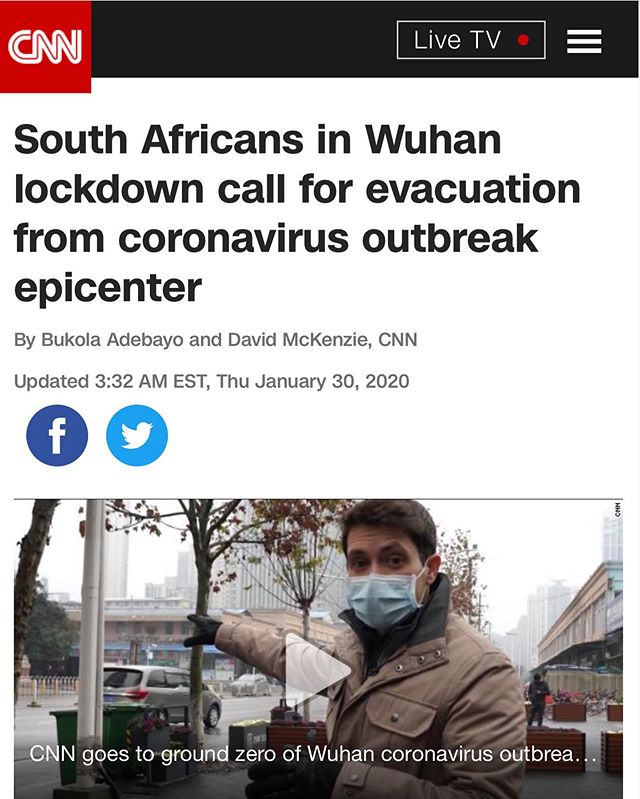 CNN
Live TV
South Africans in Wuhan
lockdown call for evacuation
from coronavirus outbreak
epicenter
By Bukola Adebayo and David McKenzie, CNN
Updated 3:32 AM EST, Thu January 30, 2020
f
CNN
CNN goes to ground zero of Wuhan coronavirus outbrea…